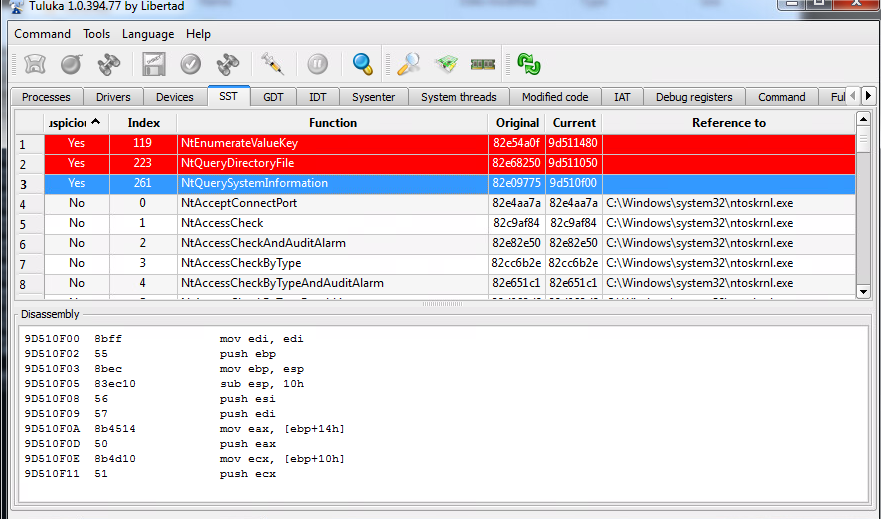 Tuluka 1.0.394.77 by Libertad
Command Tools Language Help
Processes Drivers Devices SST GDT IDT Sysenter System threads Modified code IAT Debug registers Command Ful
uspiciou Index Function Original Current Reference to
1 Yes 119 NtEnumerateValueKey 82e54a0f 9d511480
2 Yes 223 NtQueryDirectoryFile 82e68250 9d511050
3 Yes 261 NtQuerySystemInformation 82e09775 9d510f00
4 No 0 NtAcceptConnectPort 82e4aa7a 82e4aa7a C:\Windows\system32\ntoskrnl.exe
5 No 1 NtAccessCheck 82c9af84 82c9af84 C:\Windows\system32\ntoskrnl.exe
6 No 2 NtAccessCheckAndAuditAlarm 82e82e50 82e82e50 C:\Windows\system32\ntoskrnl.exe
7 No 3 NtAccessCheckByType 82cc6b2e 82cc6b2e C:\Windows\system32\ntoskrnl.exe
8 No 4 NtAccessCheckByTypeAndAuditAlarm 82e651c1 82e651c1 C:\Windows\system32\ntoskrnl.exe
Disassembly
9D510F00 8bff mov edi, edi
9D510F02 55 push ebp
9D510F03 8bec mov ebp, esp
9D510F05 83ec10 sub esp, 10h
9D510F08 56 push esi
9D510F09 57 push edi
9D510F0A 8b4514 mov eax, [ebp+14h]
9D510F0D 50 push eax
9D510F0E 8b4d10 mov ecx, [ebp+10h]
9D510F11 51 push ecx